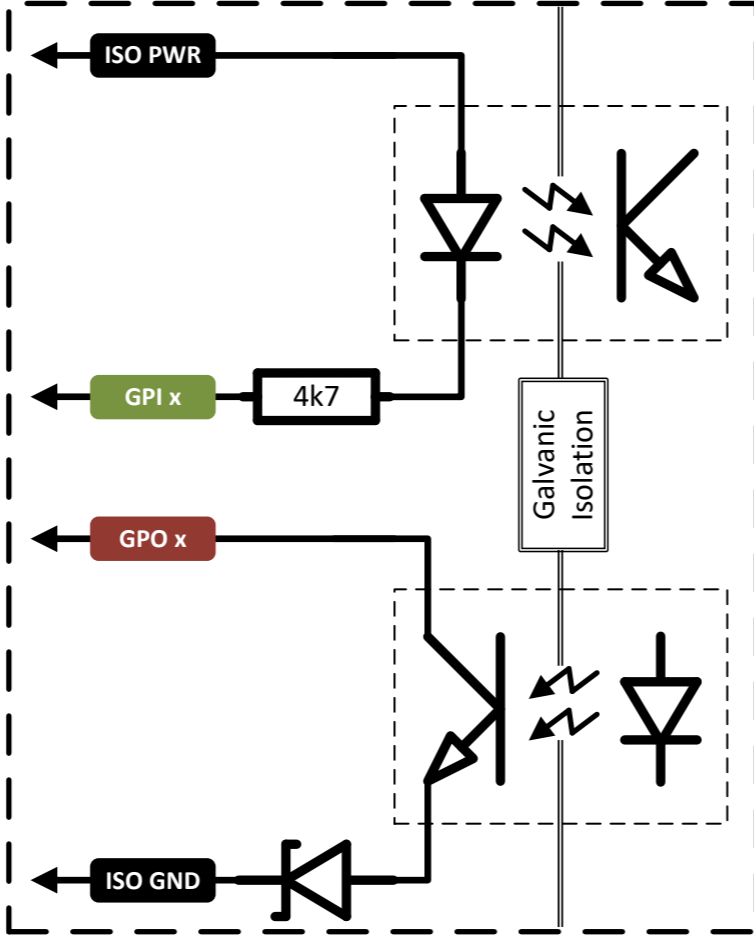 ISO PWR
GPI x
4k7
Galvanic
Isolation
GPO x
ISO GND